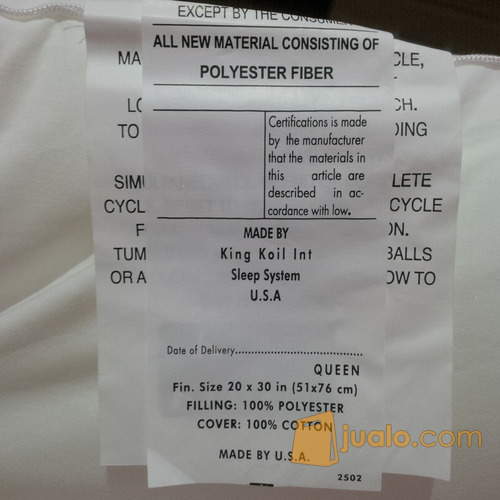 EXCEPT BY THE CONSUMER
ALL NEW MATERIAL CONSISTING OF
POLYESTER FIBER
Certifications is made
by the manufacturer
that the materials in
this article are
described in ac-
cordance with low.
MADE BY
King Koil Int
Sleep System
U.S.A
Date of Delivery
QUEEN
Fin. Size 20 x 30 in (51x76 cm)
FILLING: 100% POLYESTER
COVER: 100% COTTON
MADE BY U.S.A.
2502
MA CLE,
LO CH.
TO DING
SIMU LETE
CYCL CYCLE
F ON.
TUM BALLS
OR A OW TO
jualo.com